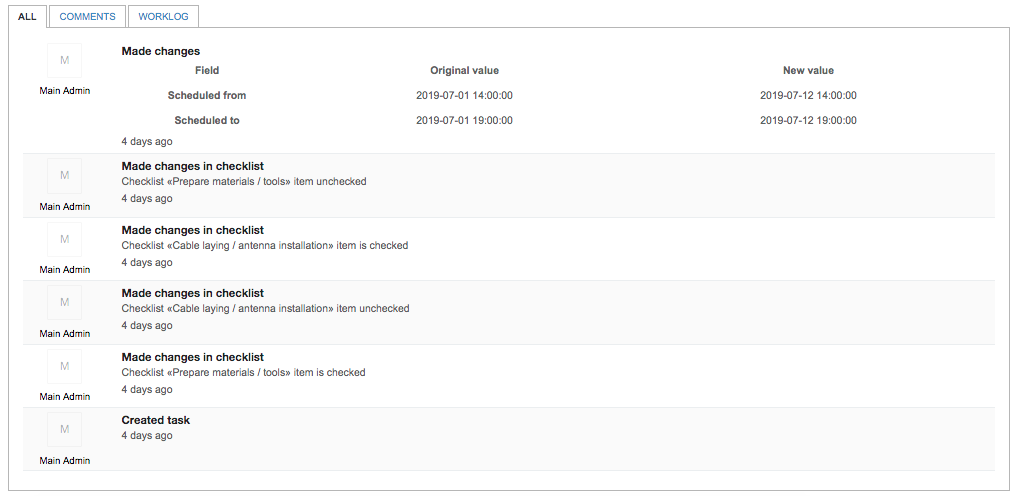 ALL COMMENTS WORKLOG
M
Main Admin
Made changes
Field Original value New value
Scheduled from 2019-07-01 14:00:00 2019-07-12 14:00:00
Scheduled to 2019-07-01 19:00:00 2019-07-12 19:00:00
4 days ago
M
Main Admin
Made changes in checklist
Checklist «Prepare materials / tools» item unchecked
4 days ago
M
Main Admin
Made changes in checklist
Checklist «Cable laying / antenna installation» item is checked
4 days ago
M
Main Admin
Made changes in checklist
Checklist «Cable laying / antenna installation» item unchecked
4 days ago
M
Main Admin
Made changes in checklist
Checklist «Prepare materials / tools» item is checked
4 days ago
M
Main Admin
Created task
4 days ago